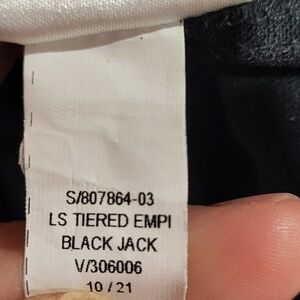 S/807864-03
LS TIERED EMPI
BLACK JACK
V/306006
10/21